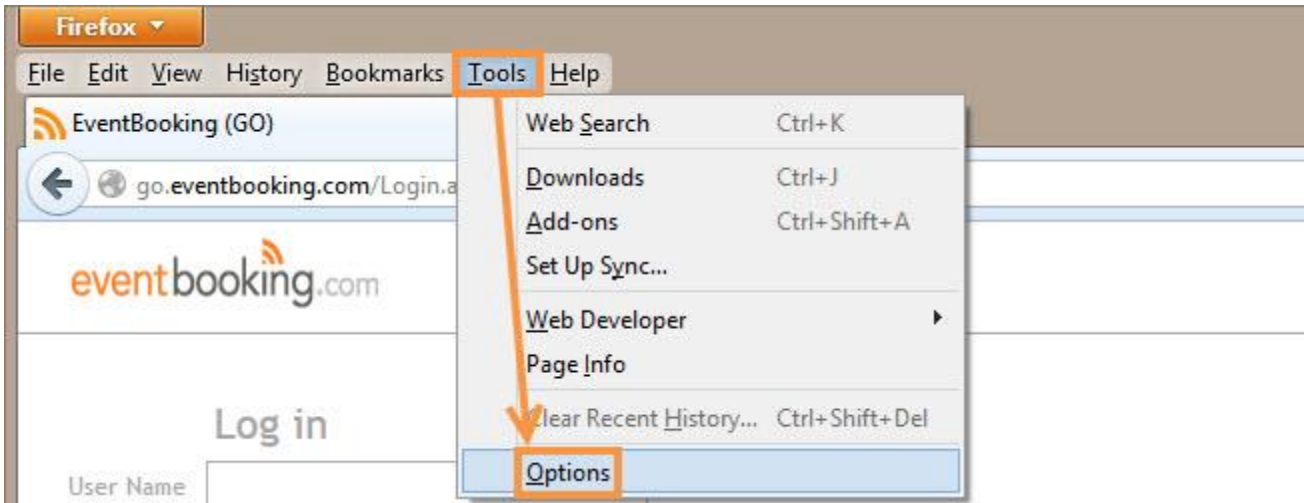 Firefox
File Edit View History Bookmarks Tools Help
EventBooking (GO)
go.eventbooking.com/Login.a
Web Search Ctrl+K
Downloads Ctrl+J
Add-ons Ctrl+Shift+A
Set Up Sync...
Web Developer
Page Info
Clear Recent History... Ctrl+Shift+Del
Options
eventbooking.com
Log in
User Name